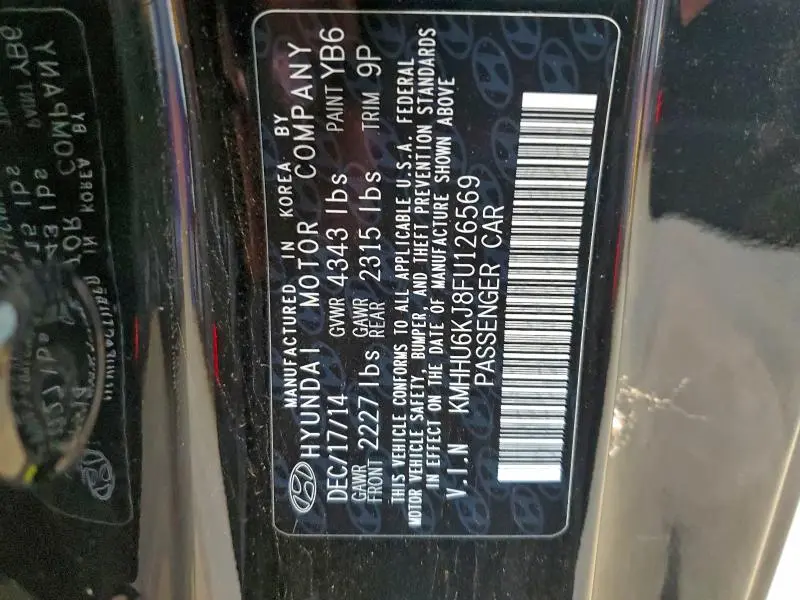 MANUFACTURED IN KOREA BY
HYUNDAI MOTOR COMPANY
DEC/17/14 GVWR 4343 lbs PAINT YB6
GAWR FRONT 2227 lbs GAWR REAR 2315 lbs TRIM 9P
THIS VEHICLE CONFORMS TO ALL APPLICABLE U.S.A. FEDERAL
MOTOR VEHICLE SAFETY, BUMPER, AND THEFT PREVENTION STANDARDS
IN EFFECT ON THE DATE OF MANUFACTURE SHOWN ABOVE
V.I.N KMHHU6KJ8FU126569
PASSENGER CAR